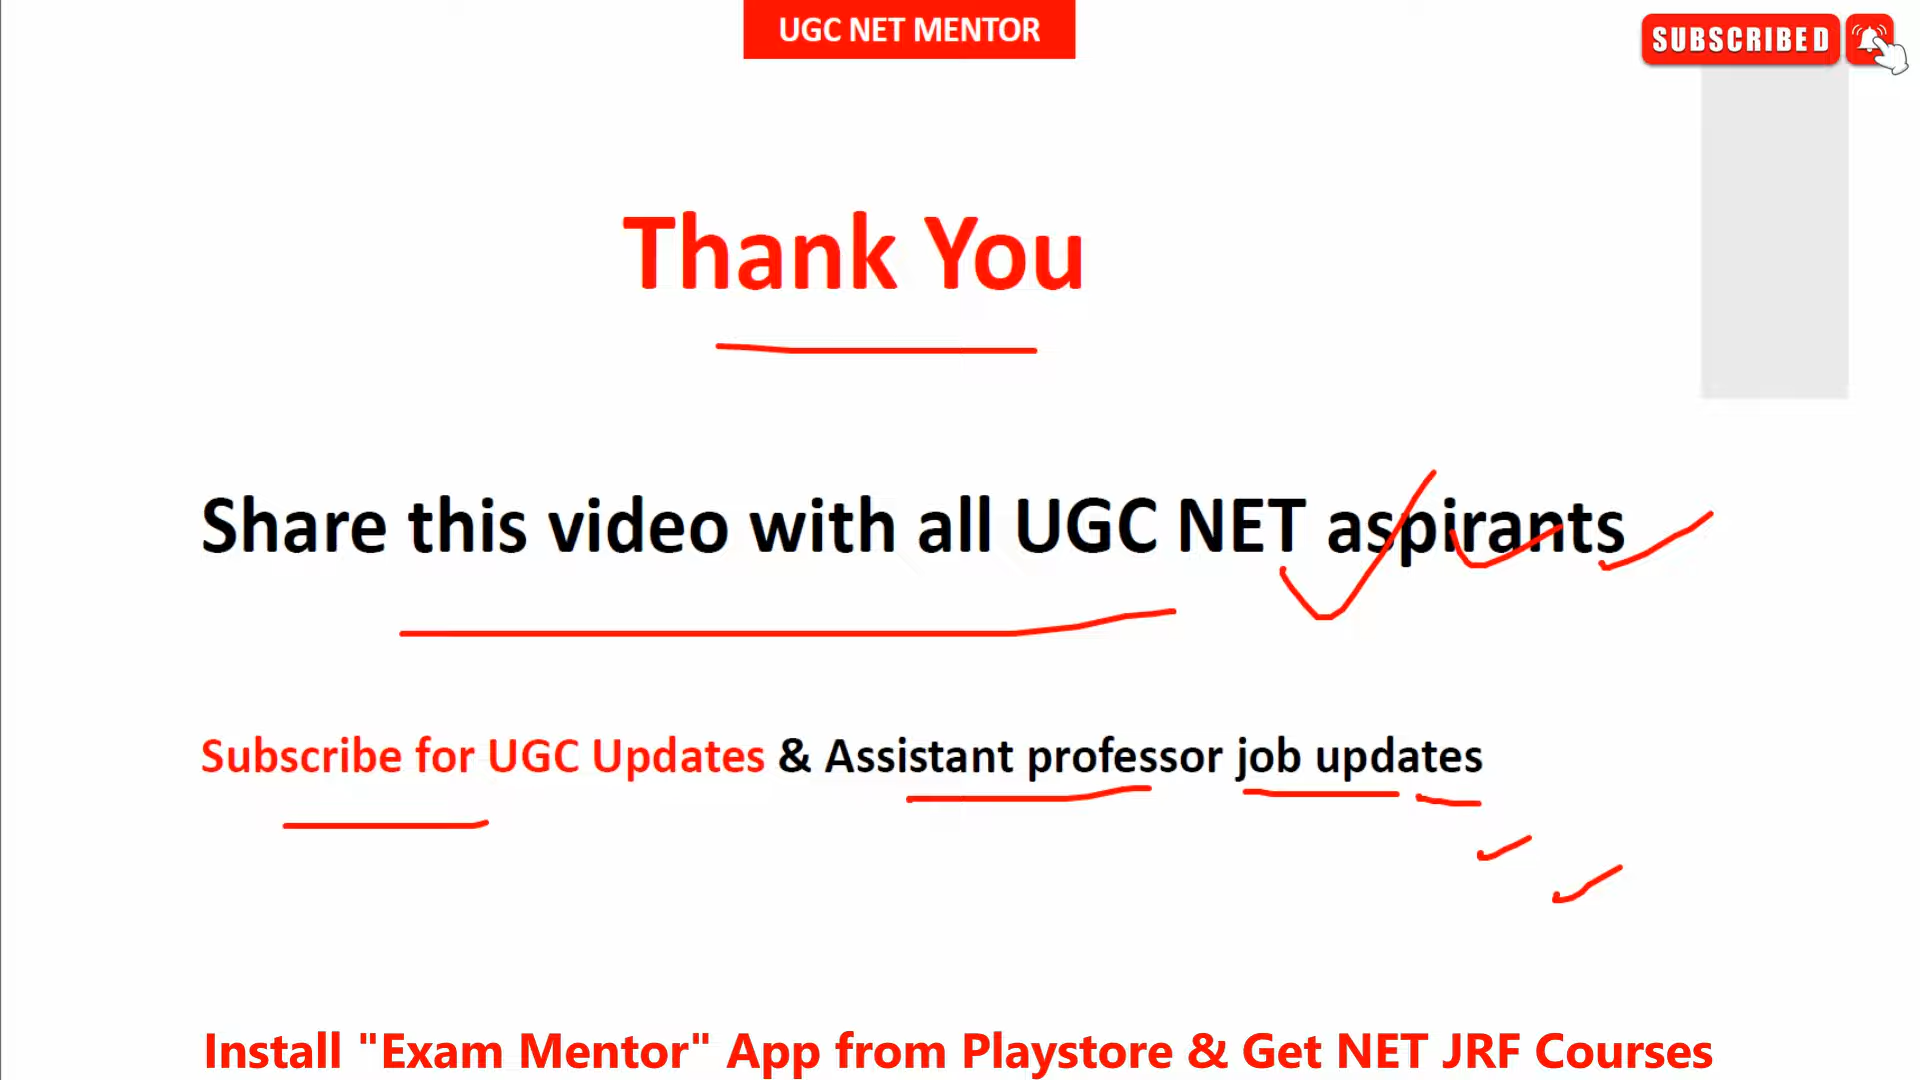 UGC NET MENTOR
SUBSCRIBED
Thank You
Share this video with all UGC NET aspirants
Subscribe for UGC Updates & Assistant professor job updates
Install "Exam Mentor" App from Playstore & Get NET JRF Courses